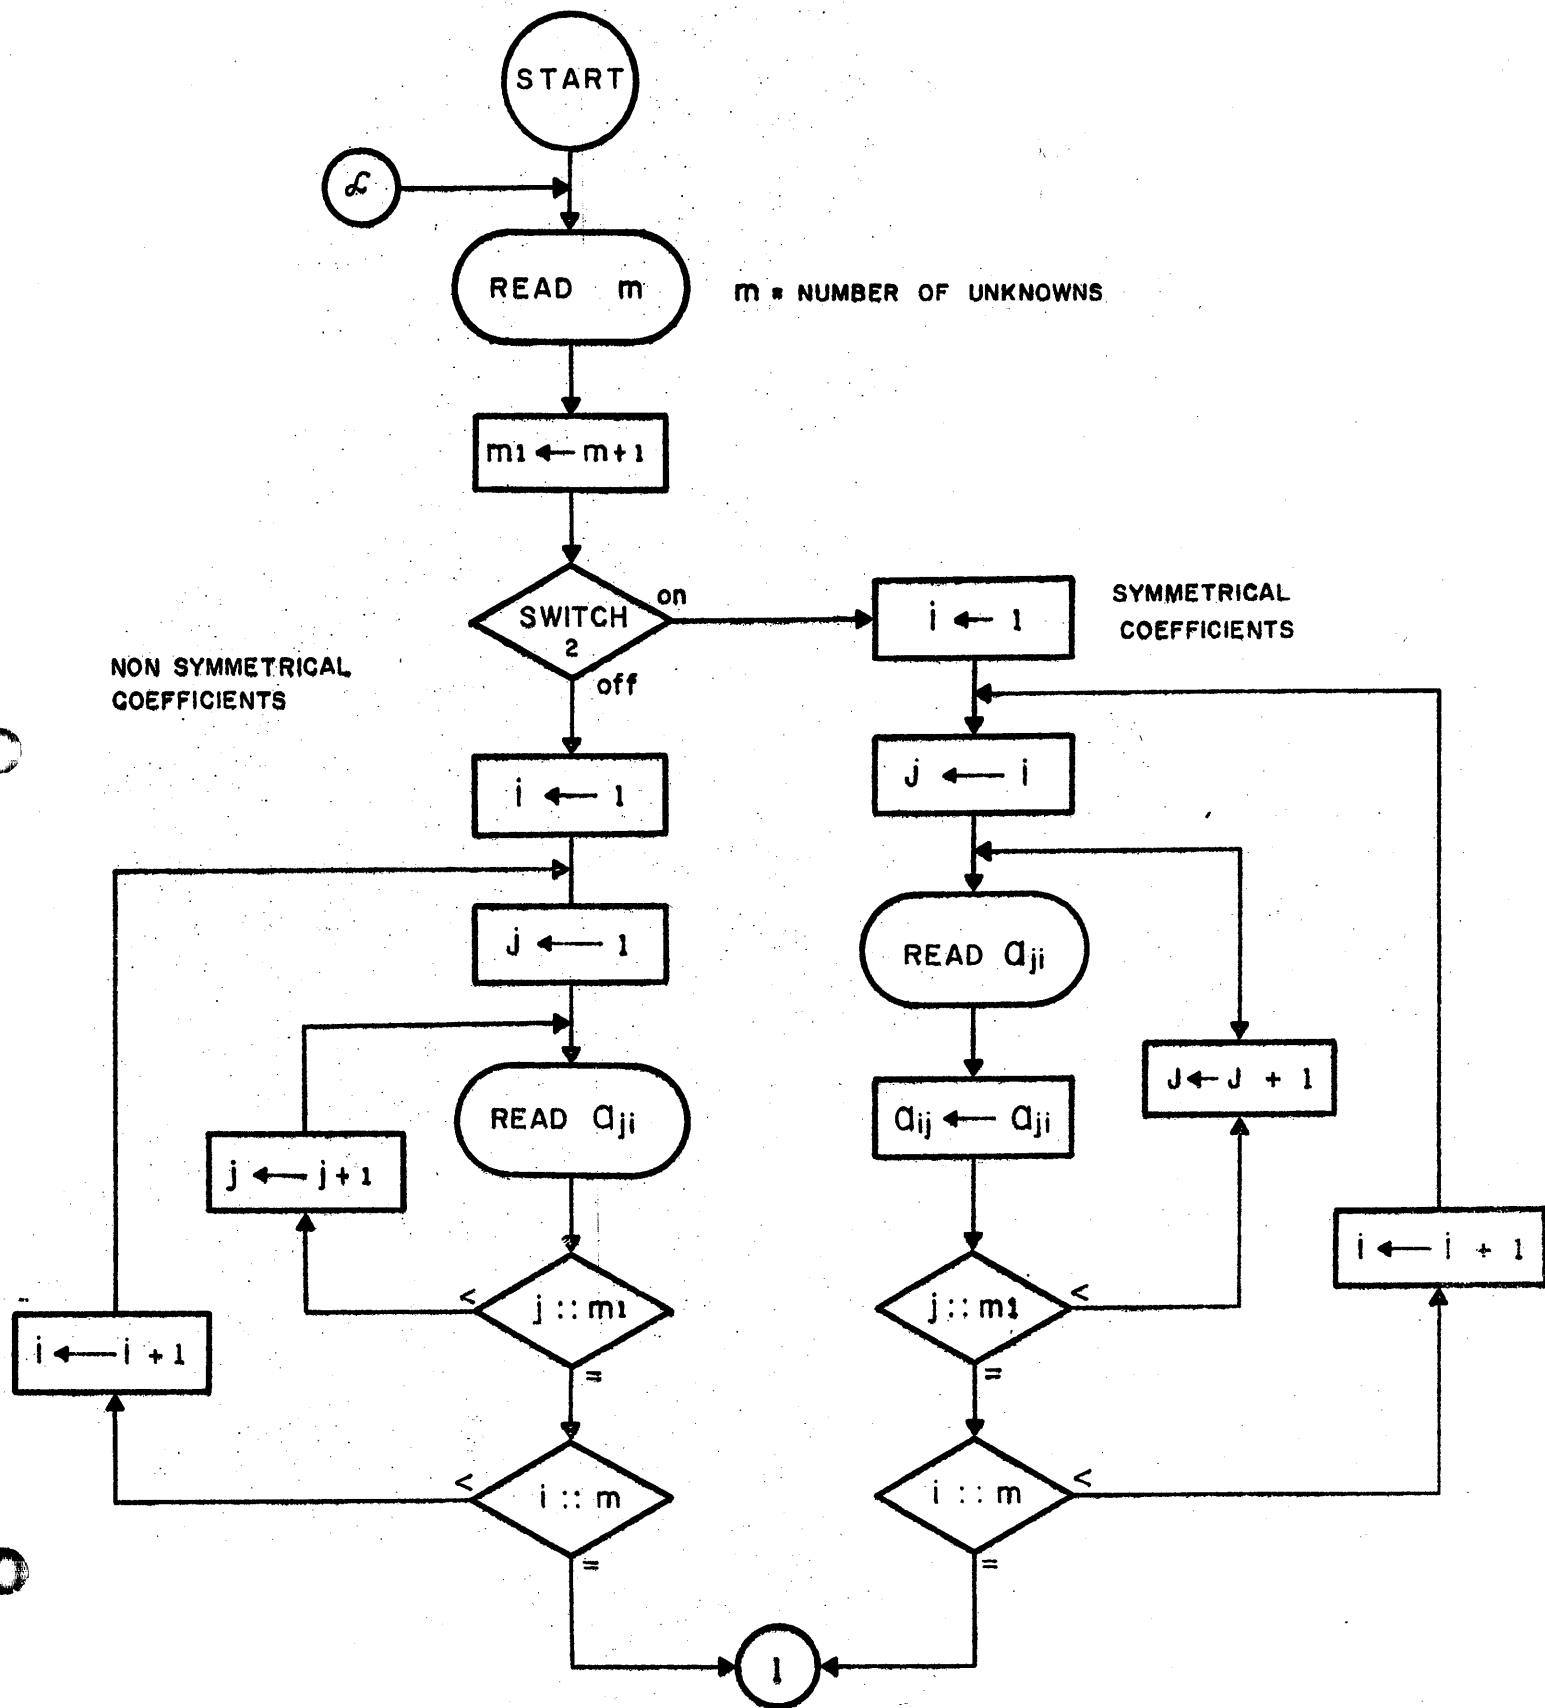 START
ℒ
READ m
m = NUMBER OF UNKNOWNS
m1 ← m+1
SWITCH
2
on
off
SYMMETRICAL
COEFFICIENTS
NON SYMMETRICAL
COEFFICIENTS
i ← 1
i ← 1
J ← i
j ← 1
READ aji
READ aji
J ← J + 1
aij ← aji
j ← j+1
i ← i + 1
j :: m1
<
=
j :: m1
<
=
i ← i + 1
i :: m
<
=
i :: m
<
=
1